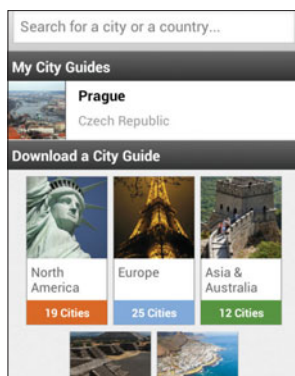 Search for a city or a country...
My City Guides
Prague
Czech Republic
Download a City Guide
North
America
19 Cities
Europe
25 Cities
Asia &
Australia
12 Cities